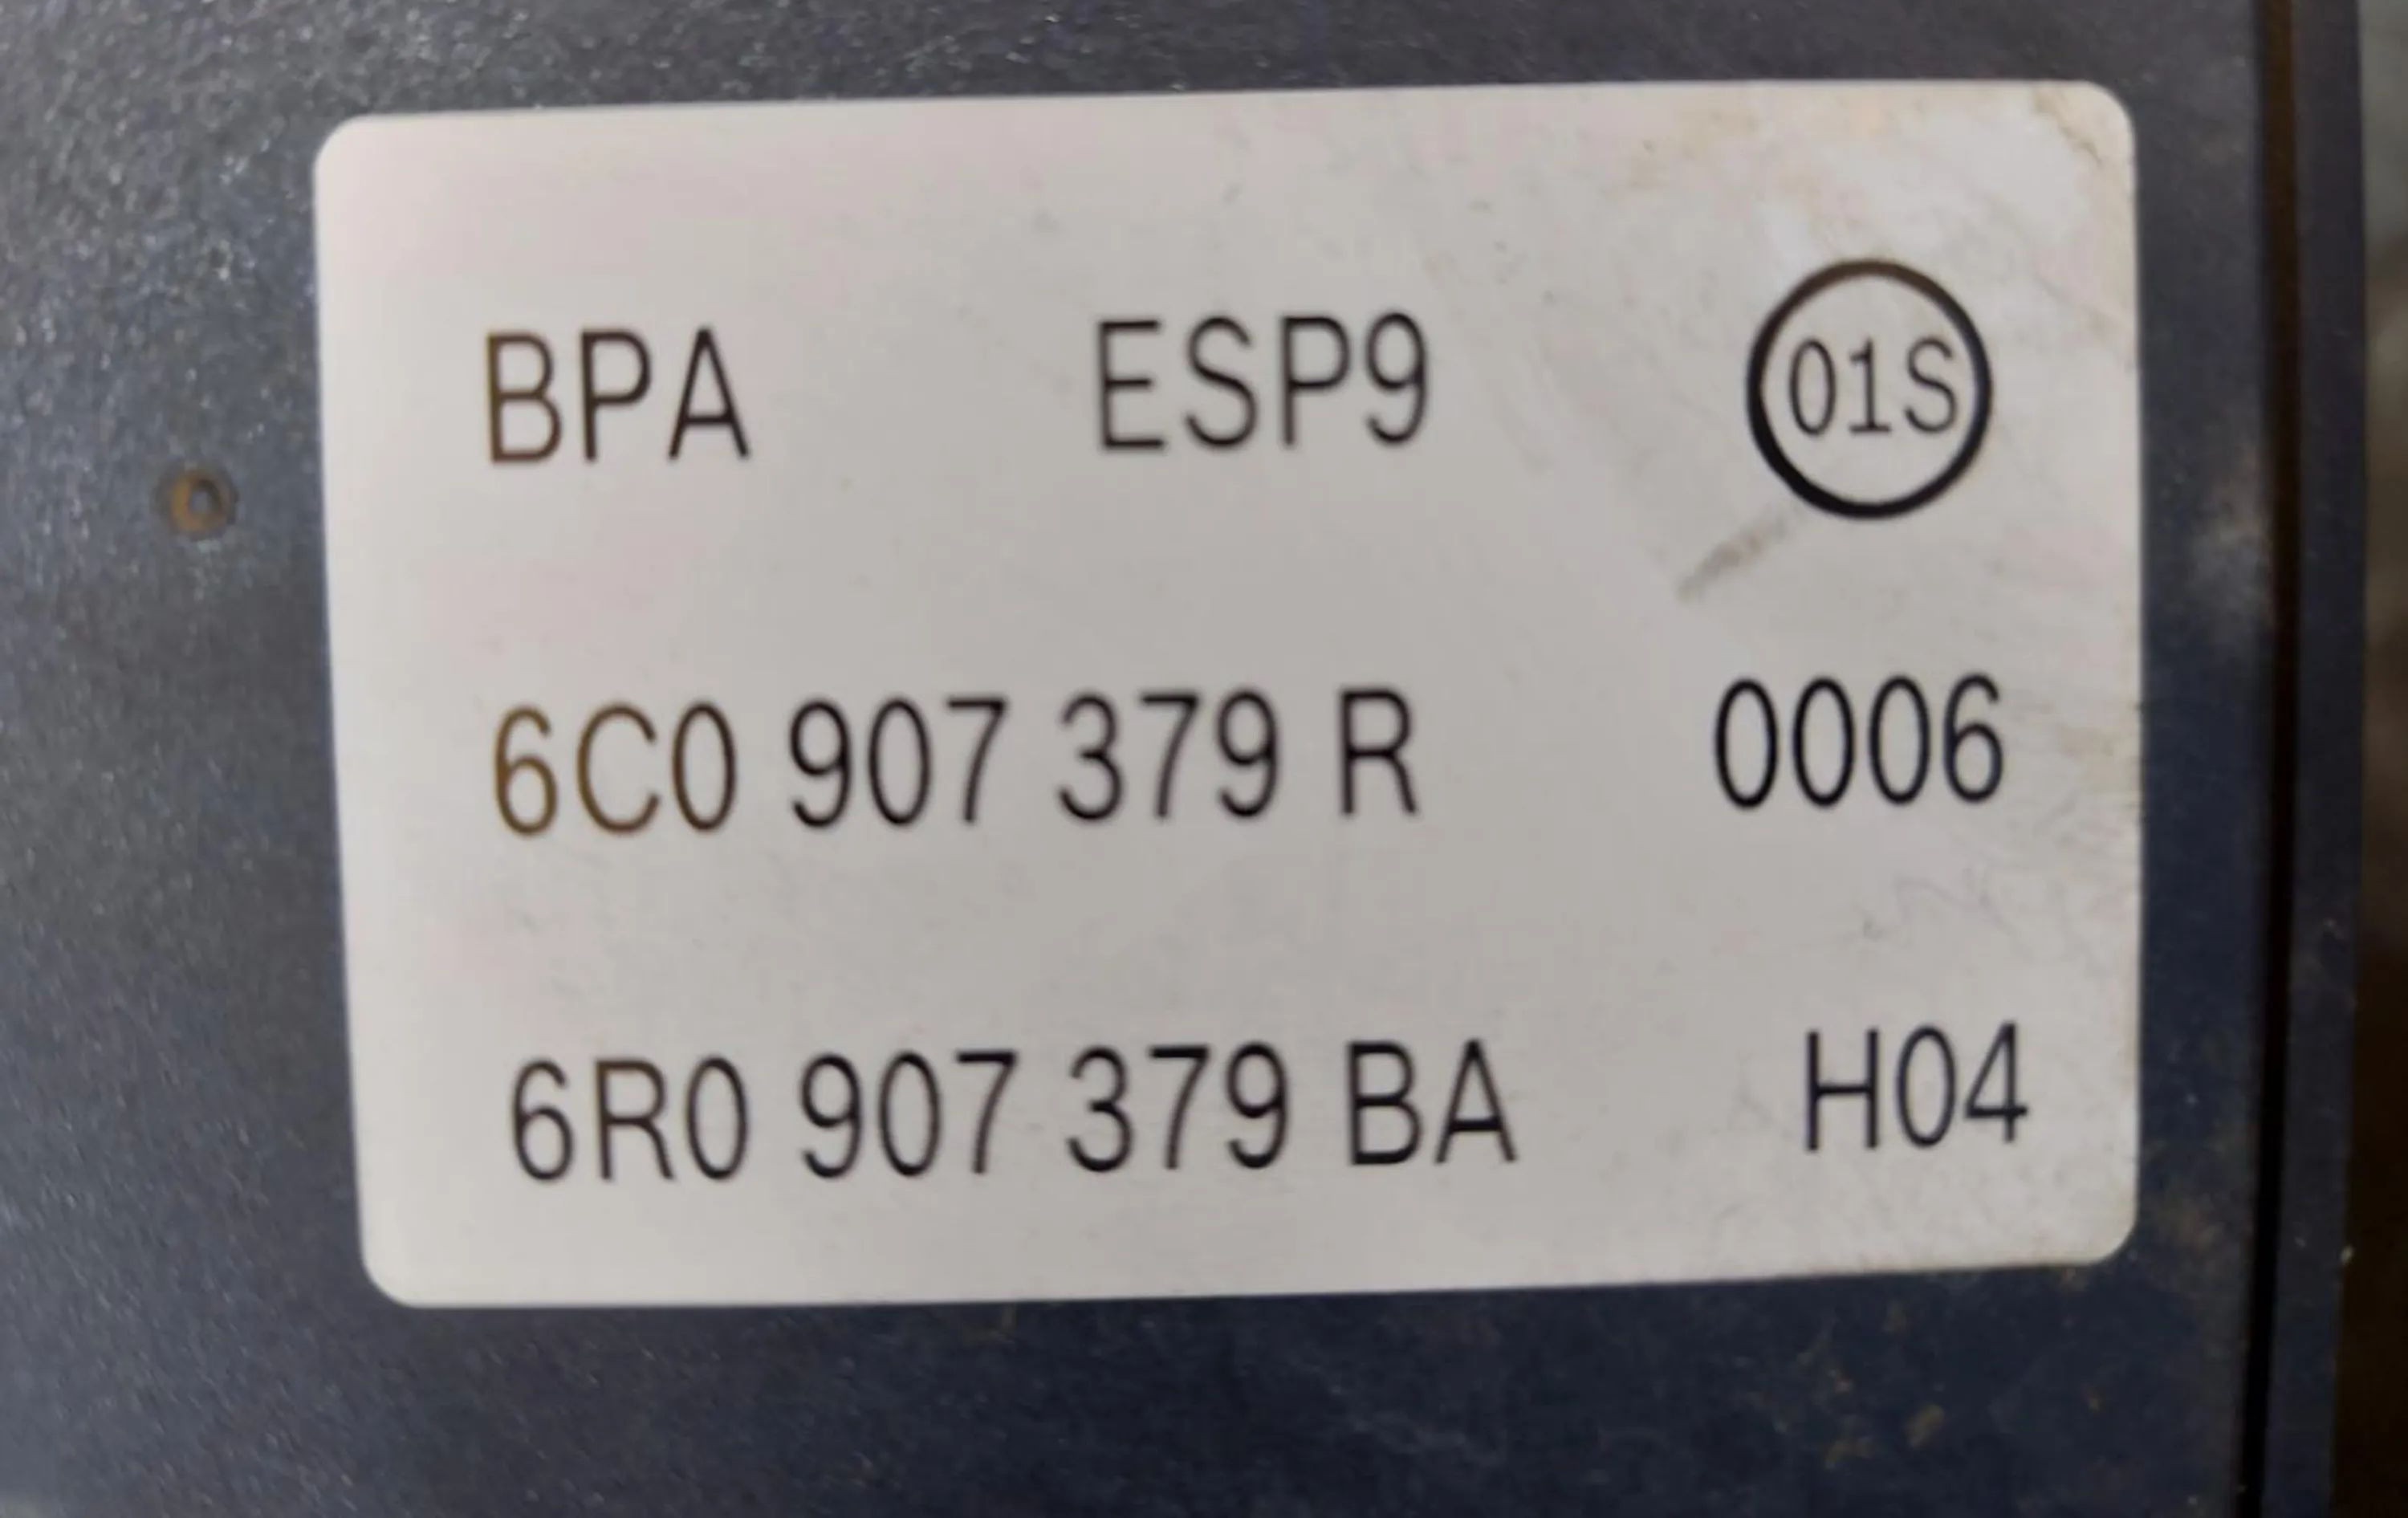 BPA ESP9 01S
6C0 907 379 R 0006
6R0 907 379 BA H04